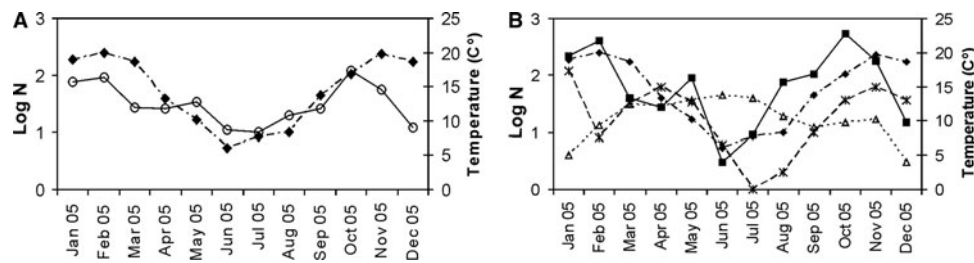 A
B
3
2
1
0
Log N
25
20
15
10
5
0
Temperature (C°)
Jan 05
Feb 05
Mar 05
Apr 05
May 05
Jun 05
Jul 05
Aug 05
Sep 05
Oct 05
Nov 05
Dec 05
3
2
1
0
Log N
25
20
15
10
5
0
Temperature (C°)
Jan 05
Feb 05
Mar 05
Apr 05
May 05
Jun 05
Jul 05
Aug 05
Sep 05
Oct 05
Nov 05
Dec 05